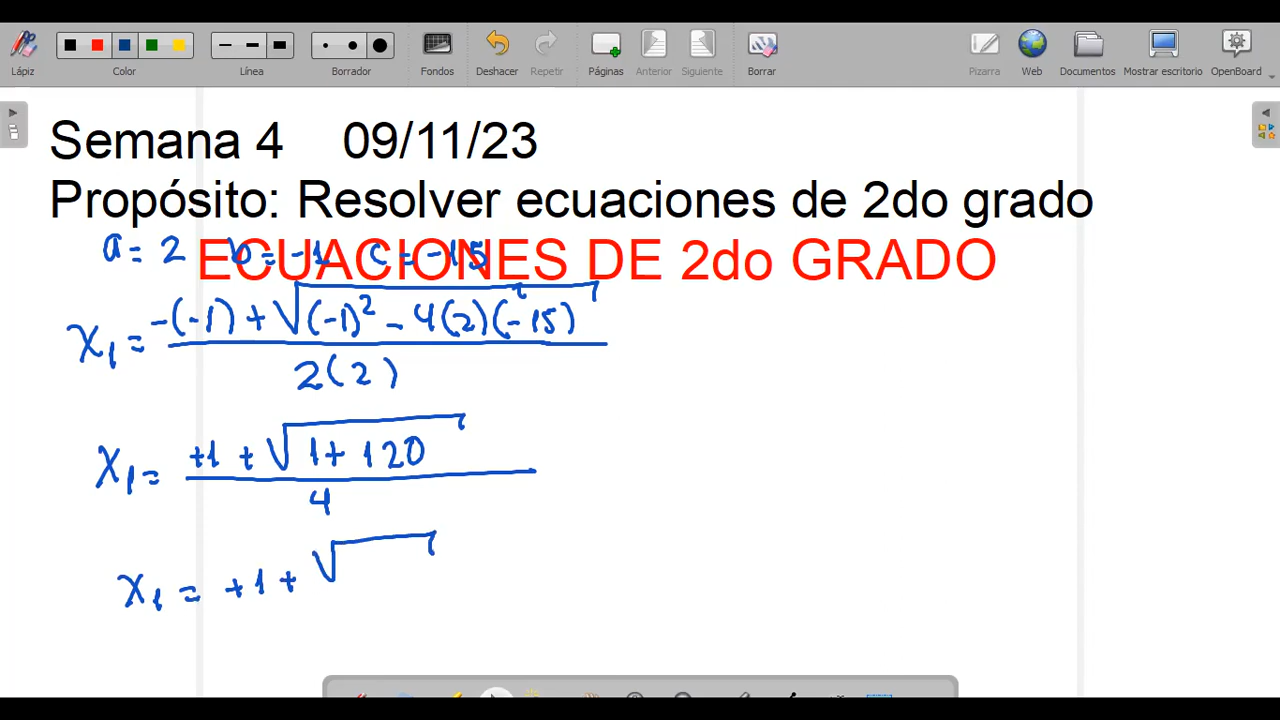 Lápiz Color Línea Borrador Fondos Deshacer Repetir Páginas Anterior Siguiente Borrar Pizarra Web Documentos Mostrar escritorio OpenBoard
Semana 4 09/11/23
Propósito: Resolver ecuaciones de 2do grado
ECUACIONES DE 2do GRADO
a = 2 b = -1 c = -15
x₁ = (-(-1) + √((-1)² - 4(2)(-15))) / 2(2)
x₁ = (+1 + √(1 + 120)) / 4
x₁ = +1 + √